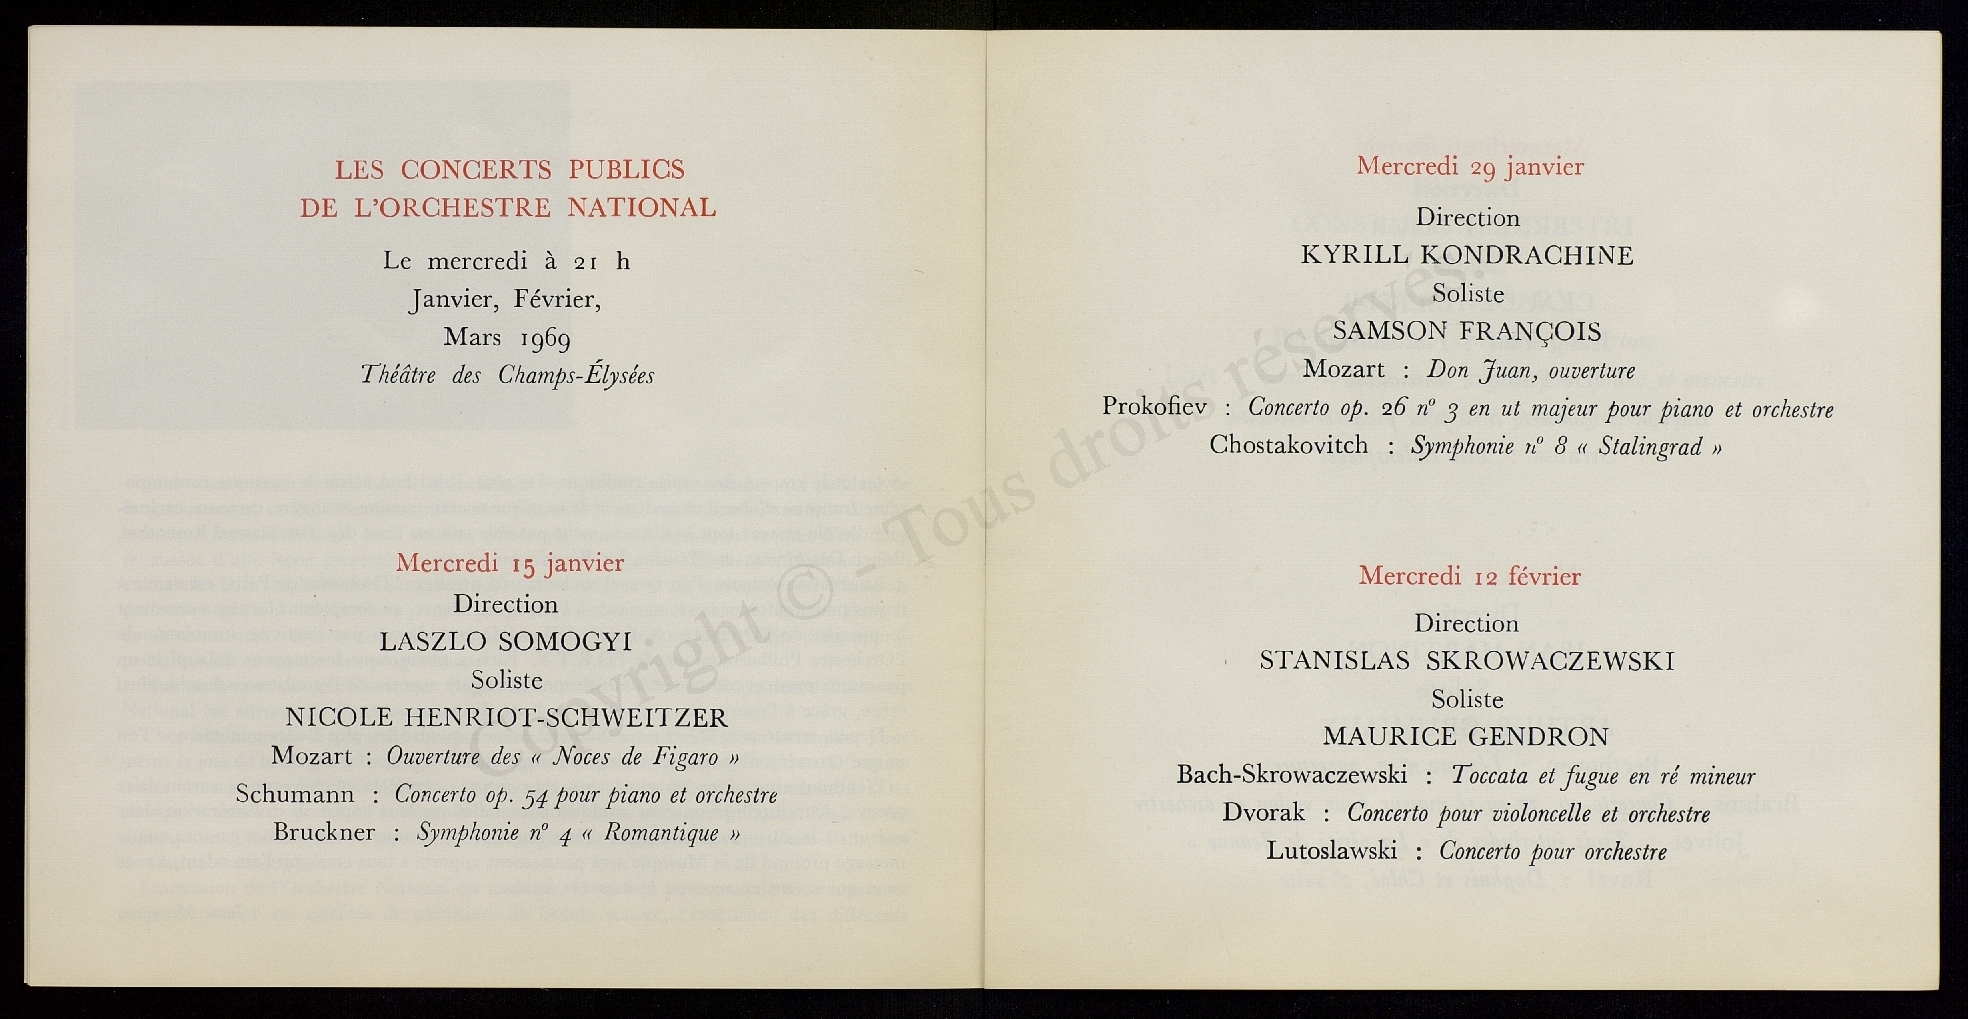 LES CONCERTS PUBLICS
DE L'ORCHESTRE NATIONAL
Le mercredi à 21 h
Janvier, Février,
Mars 1969
Théâtre des Champs-Élysées
Mercredi 15 janvier
Direction
LASZLO SOMOGYI
Soliste
NICOLE HENRIOT-SCHWEITZER
Mozart : Ouverture des « Noces de Figaro »
Schumann : Concerto op. 54 pour piano et orchestre
Bruckner : Symphonie nº 4 « Romantique »
Mercredi 29 janvier
Direction
KYRILL KONDRACHINE
Soliste
SAMSON FRANÇOIS
Mozart : Don Juan, ouverture
Prokofiev : Concerto op. 26 nº 3 en ut majeur pour piano et orchestre
Chostakovitch : Symphonie nº 8 « Stalingrad »
Mercredi 12 février
Direction
STANISLAS SKROWACZEWSKI
Soliste
MAURICE GENDRON
Bach-Skrowaczewski : Toccata et fugue en ré mineur
Dvorak : Concerto pour violoncelle et orchestre
Lutoslawski : Concerto pour orchestre
Copyright © - Tous droits réservés.